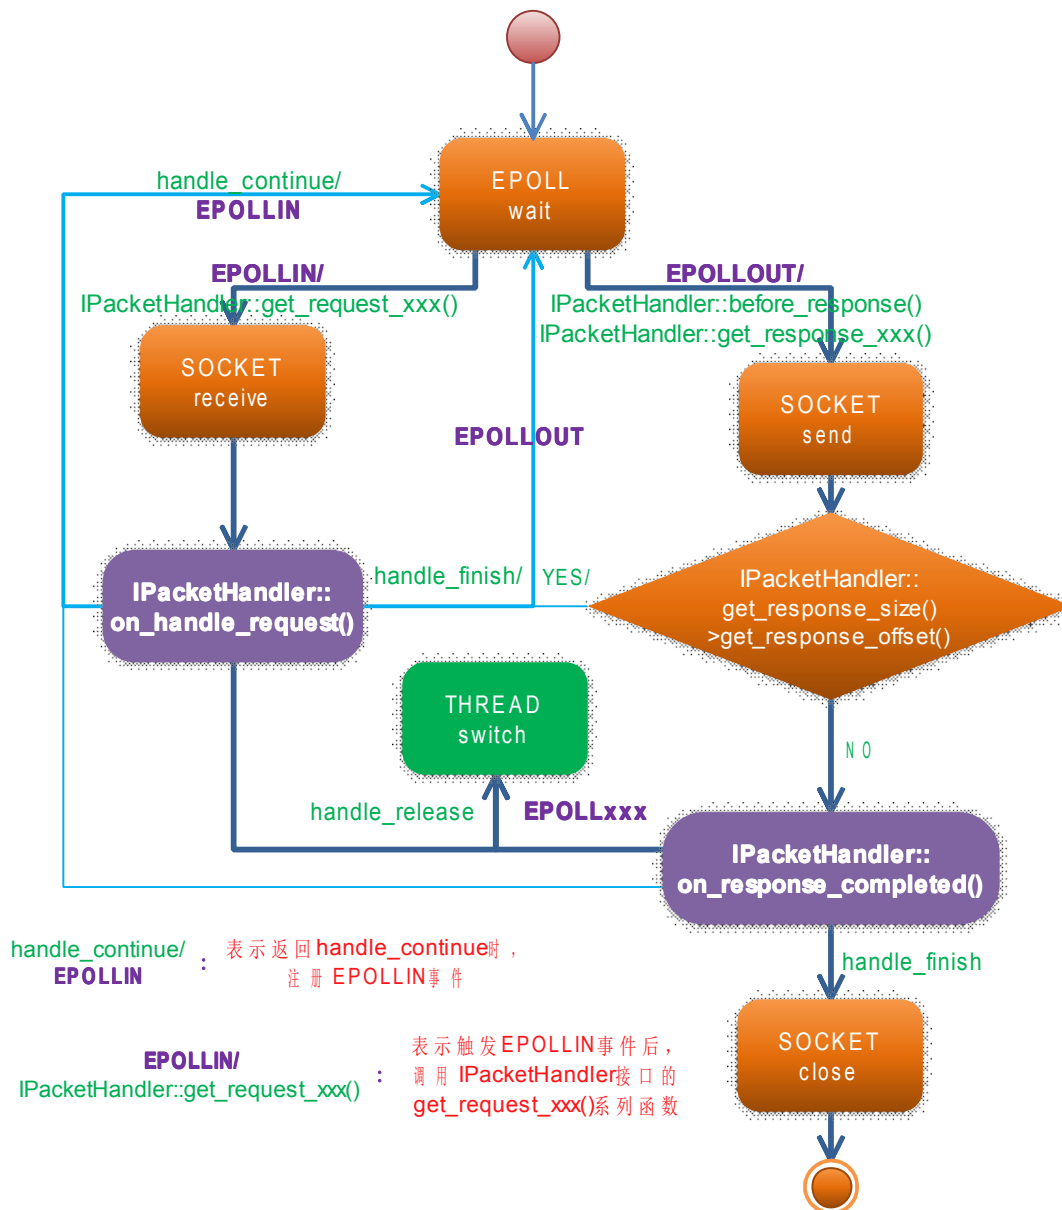 EPOLL
wait
handle_continue/
EPOLLIN
EPOLLIN/
IPacketHandler::get_request_xxx()
EPOLLOUT/
IPacketHandler::before_response()
IPacketHandler::get_response_xxx()
SOCKET
receive
SOCKET
send
EPOLLOUT
IPacketHandler::
on_handle_request()
handle_finish/
YES/
IPacketHandler::
get_response_size()
>get_response_offset()
THREAD
switch
NO
handle_release
EPOLLxxx
IPacketHandler::
on_response_completed()
handle_continue/
EPOLLIN
:
表示返回handle_continue时，
注册EPOLLIN事件
handle_finish
SOCKET
close
EPOLLIN/
IPacketHandler::get_request_xxx()
:
表示触发EPOLLIN事件后，
调用IPacketHandler接口的
get_request_xxx()系列函数